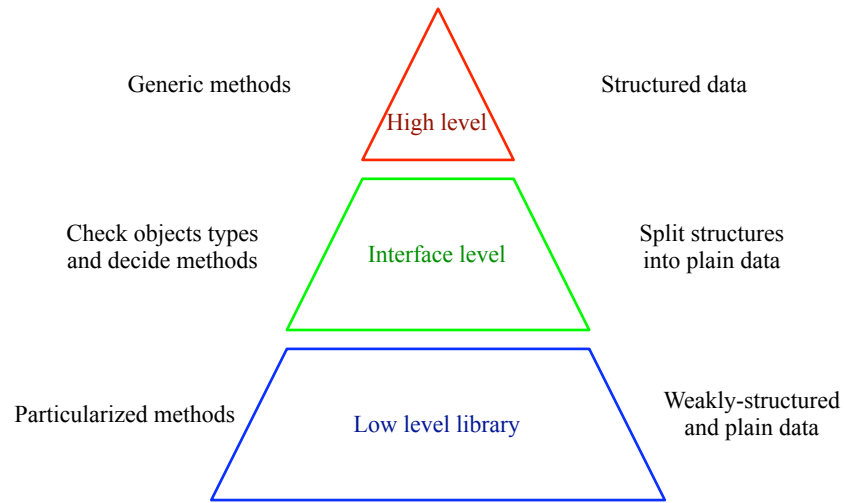 Generic methods
Structured data
High level
Check objects types
and decide methods
Interface level
Split structures
into plain data
Particularized methods
Low level library
Weakly-structured
and plain data